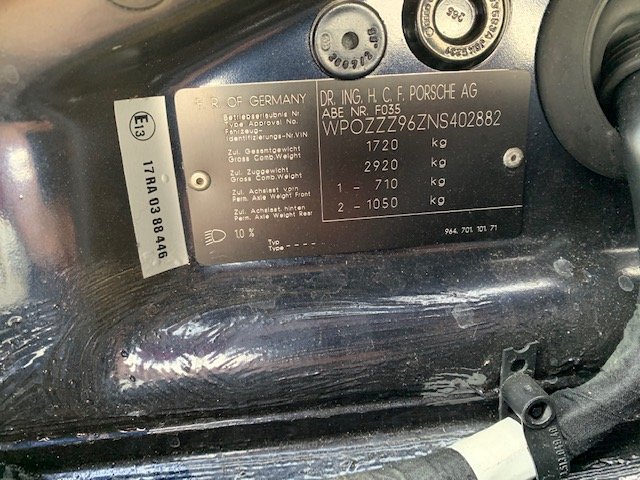 F. R. OF GERMANY
DR. ING. H. C. F. PORSCHE AG
Betriebserlaubnis Nr.
Type Approval No.
ABE NR. F035
Fahrzeug-
Identifizierungs-Nr. VIN
WPOZZZ96ZNS402882
Zul. Gesamtgewicht
Gross Comb. Weight
1720 kg
Zul. Zuggewicht
Gross Comb. Weight
2920 kg
Zul. Achslast v.
Perm. Axle Weight Front
1 - 710 kg
Zul. Achslast hinten
Perm. Axle Weight Rear
2 - 1050 kg
1.0 %
Typ
Type - - - -
964. 701. 101. 71
E13
17RA 03 88 446